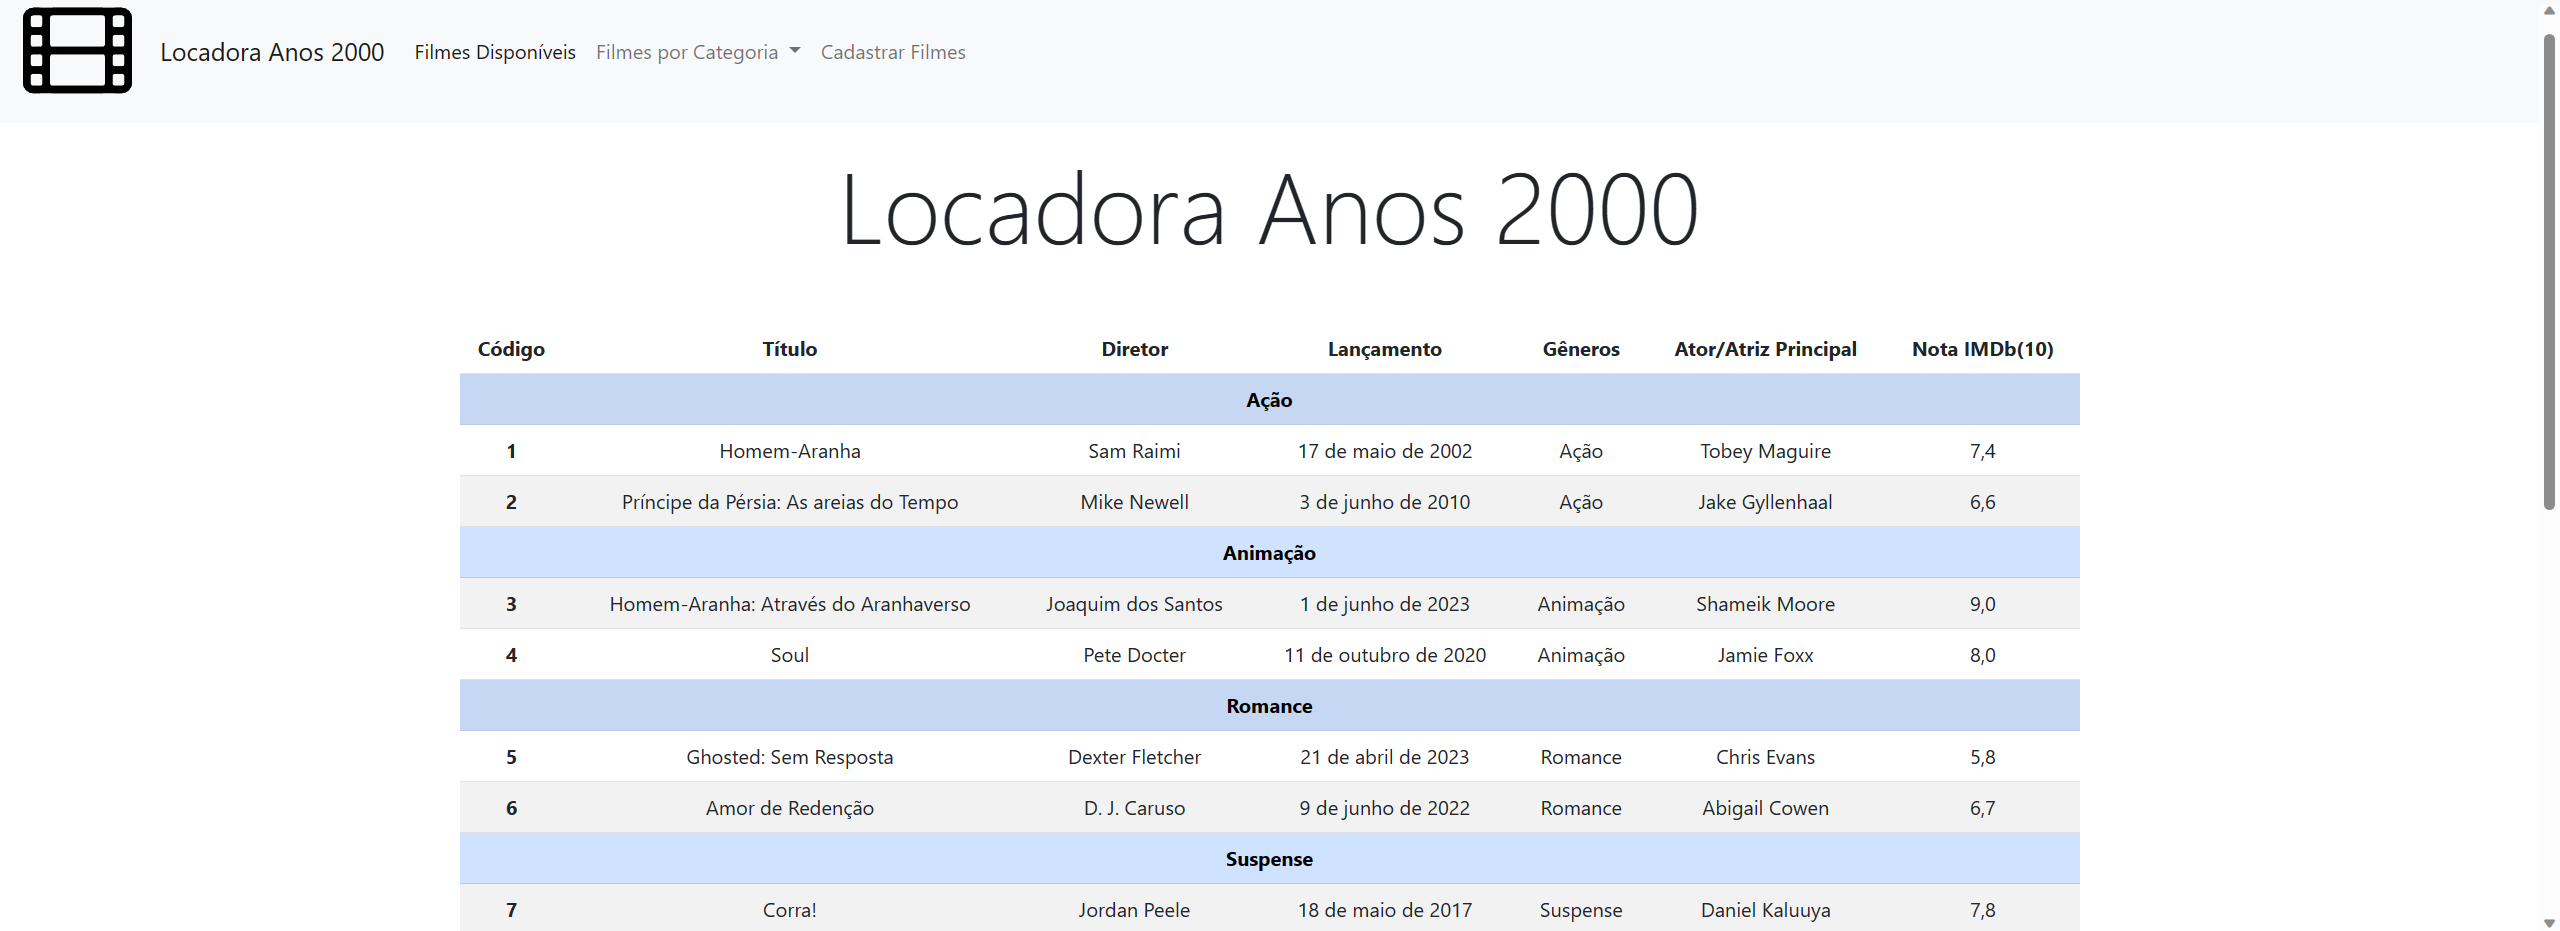 Locadora Anos 2000 Filmes Disponíveis Filmes por Categoria Cadastrar Filmes
Locadora Anos 2000
Código Título Diretor Lançamento Gêneros Ator/Atriz Principal Nota IMDb(10)
Ação
1 Homem-Aranha Sam Raimi 17 de maio de 2002 Ação Tobey Maguire 7,4
2 Príncipe da Pérsia: As areias do Tempo Mike Newell 3 de junho de 2010 Ação Jake Gyllenhaal 6,6
Animação
3 Homem-Aranha: Através do Aranhaverso Joaquim dos Santos 1 de junho de 2023 Animação Shameik Moore 9,0
4 Soul Pete Docter 11 de outubro de 2020 Animação Jamie Foxx 8,0
Romance
5 Ghosted: Sem Resposta Dexter Fletcher 21 de abril de 2023 Romance Chris Evans 5,8
6 Amor de Redenção D. J. Caruso 9 de junho de 2022 Romance Abigail Cowen 6,7
Suspense
7 Corra! Jordan Peele 18 de maio de 2017 Suspense Daniel Kaluuya 7,8